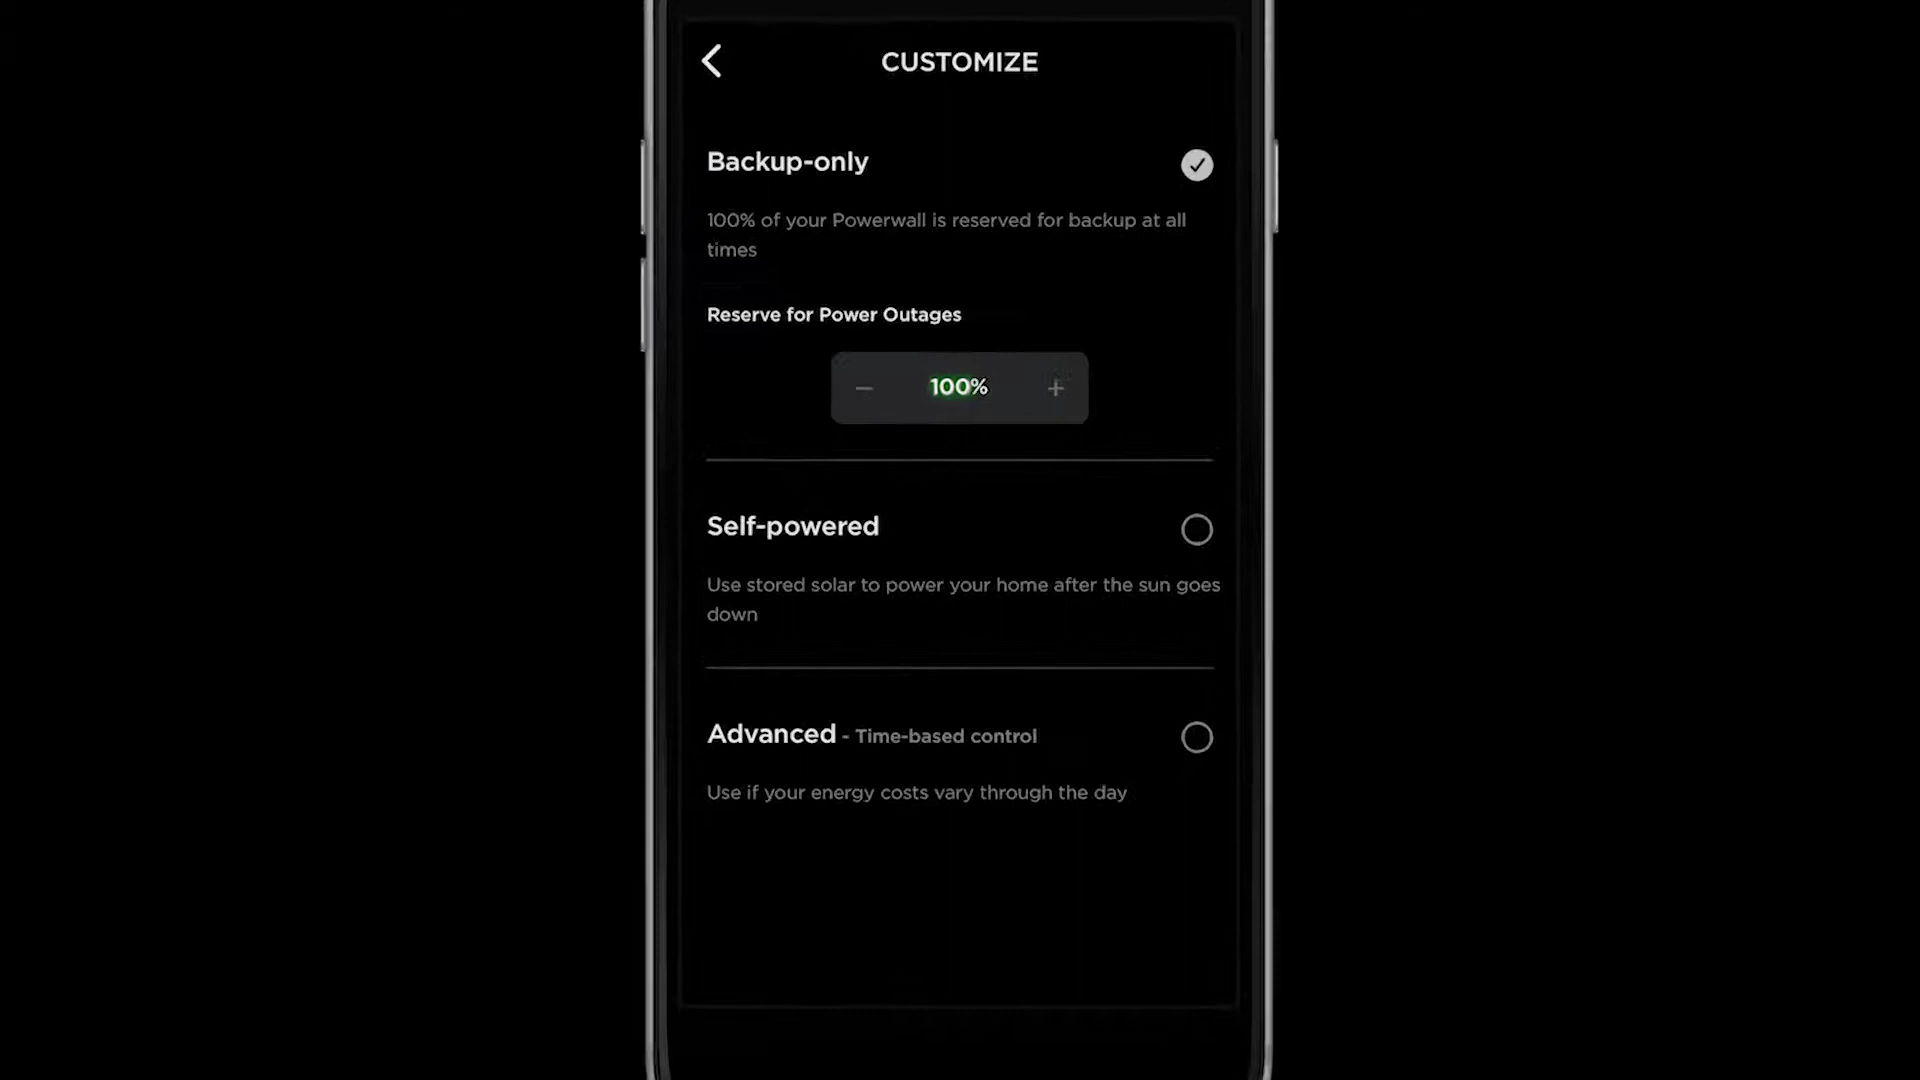 CUSTOMIZE
Backup-only
100% of your Powerwall is reserved for backup at all
times
Reserve for Power Outages
− 100% +
Self-powered
Use stored solar to power your home after the sun goes
down
Advanced - Time-based control
Use if your energy costs vary through the day